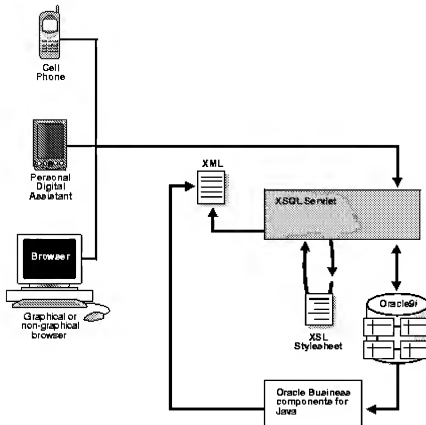 Cell
Phone
Personal
Digital
Assistant
Browser
Graphical or
non-graphical
browser
XML
XSQL Servlet
XSL
Stylesheet
Oracle9i
Oracle Business
components for
Java